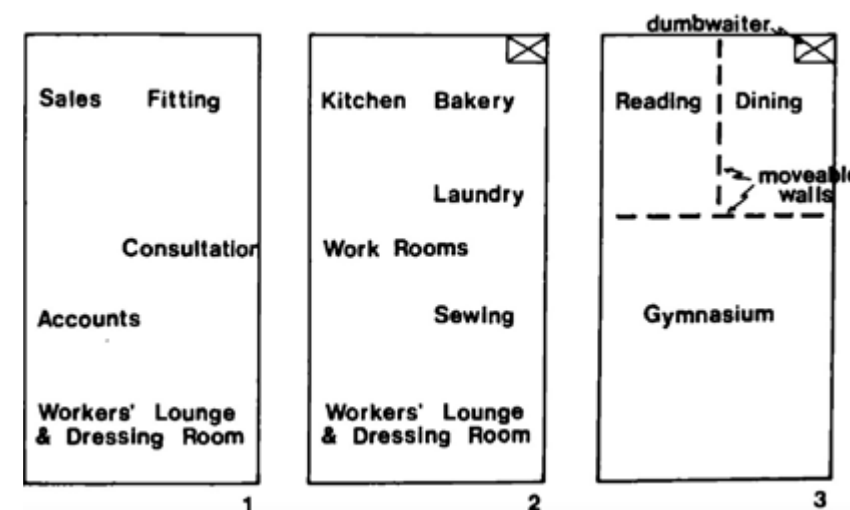 dumbwaiter
Sales Fitting
Consultation
Accounts
Workers' Lounge
& Dressing Room
1
Kitchen Bakery
Laundry
Work Rooms
Sewing
Workers' Lounge
& Dressing Room
2
Reading Dining
moveable
walls
Gymnasium
3